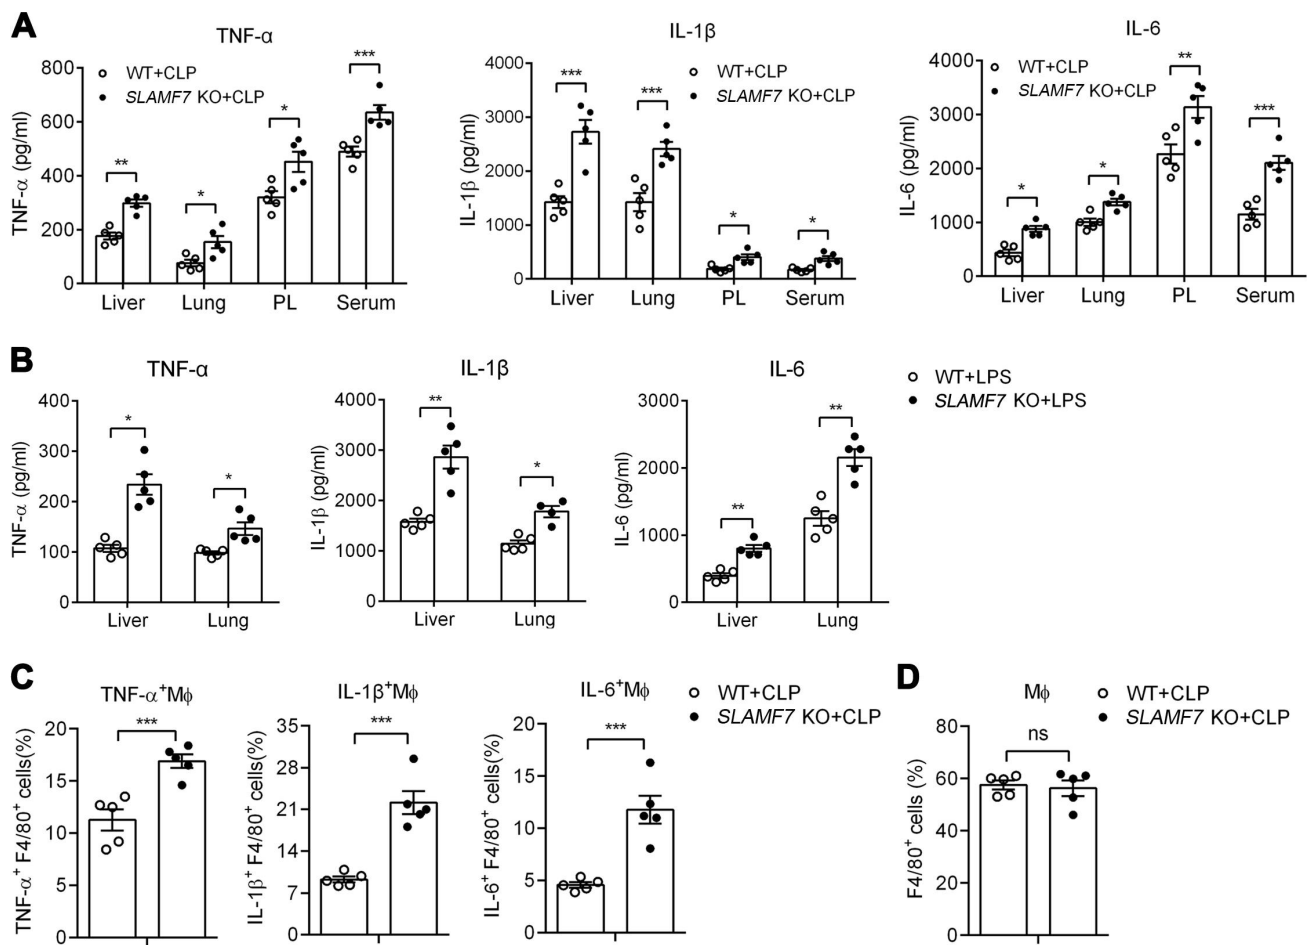 A
TNF-α
WT+CLP
SLAMF7 KO+CLP
TNF-α (pg/ml)
800
600
400
200
0
**
*
*
***
Liver Lung PL Serum
IL-1β
WT+CLP
SLAMF7 KO+CLP
IL-1β (pg/ml)
4000
3000
2000
1000
0
***
***
*
*
Liver Lung PL Serum
IL-6
WT+CLP
SLAMF7 KO+CLP
IL-6 (pg/ml)
4000
3000
2000
1000
0
*
*
**
***
Liver Lung PL Serum
B
TNF-α
TNF-α (pg/ml)
400
300
200
100
0
*
*
Liver Lung
IL-1β
IL-1β (pg/ml)
4000
3000
2000
1000
0
**
*
Liver Lung
IL-6
IL-6 (pg/ml)
3000
2000
1000
0
**
**
Liver Lung
WT+LPS
SLAMF7 KO+LPS
C
TNF-α⁺Mϕ
TNF-α⁺ F4/80⁺ cells(%)
20
15
10
5
0
***
IL-1β⁺Mϕ
IL-1β⁺ F4/80⁺ cells(%)
35
28
21
14
7
0
***
IL-6⁺Mϕ
IL-6⁺ F4/80⁺ cells(%)
20
15
10
5
0
***
WT+CLP
SLAMF7 KO+CLP
D
Mϕ
WT+CLP
SLAMF7 KO+CLP
F4/80⁺ cells (%)
80
60
40
20
0
ns